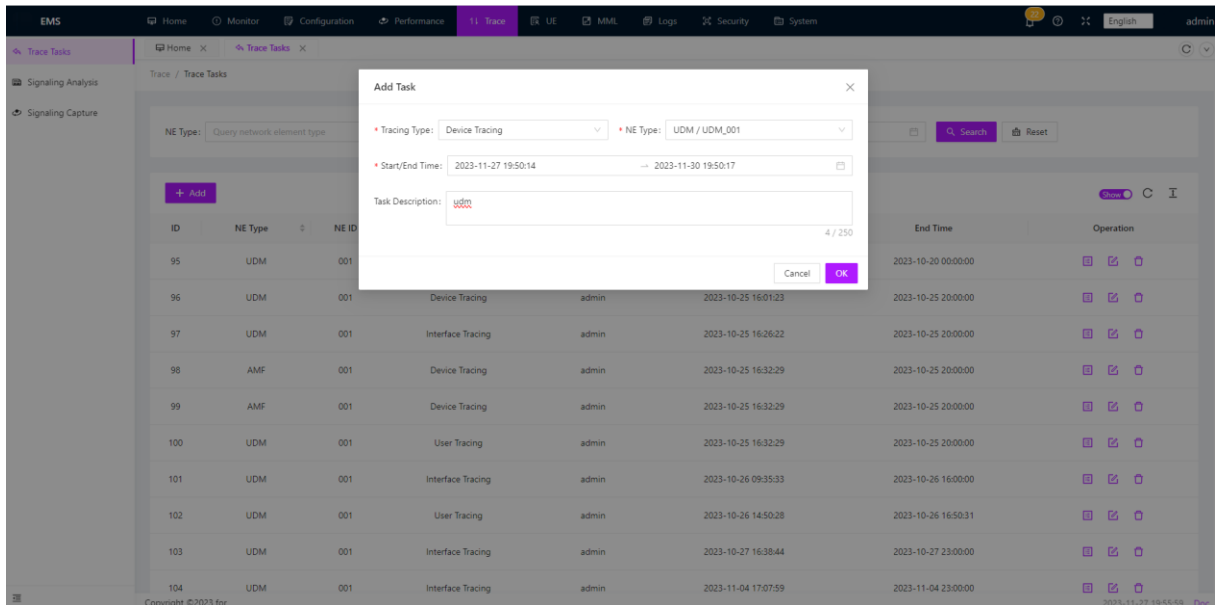 EMS Home Monitor Configuration Performance Trace UE MML Logs Security System 22 English admin
Trace Tasks Home Trace Tasks
Signaling Analysis
Signaling Capture
Trace / Trace Tasks
NE Type: Query network element type Search Reset
Add Task
* Tracing Type: Device Tracing * NE Type: UDM / UDM_001
* Start/End Time: 2023-11-27 19:50:14 → 2023-11-30 19:50:17
Task Description: udm
4 / 250
Cancel OK
+ Add Show
ID NE Type NE ID End Time Operation
95 UDM 001 2023-10-20 00:00:00
96 UDM 001 Device Tracing admin 2023-10-25 16:01:23 2023-10-25 20:00:00
97 UDM 001 Interface Tracing admin 2023-10-25 16:26:22 2023-10-25 20:00:00
98 AMF 001 Device Tracing admin 2023-10-25 16:32:29 2023-10-25 20:00:00
99 AMF 001 Device Tracing admin 2023-10-25 16:32:29 2023-10-25 20:00:00
100 UDM 001 User Tracing admin 2023-10-25 16:32:29 2023-10-25 20:00:00
101 UDM 001 Interface Tracing admin 2023-10-26 09:35:33 2023-10-26 16:00:00
102 UDM 001 User Tracing admin 2023-10-26 14:50:28 2023-10-26 16:50:31
103 UDM 001 Interface Tracing admin 2023-10-27 16:38:44 2023-10-27 23:00:00
104 UDM 001 Interface Tracing admin 2023-11-04 17:07:59 2023-11-04 23:00:00
Copyright ©2023 for 2023-11-27 19:55:59 Doc